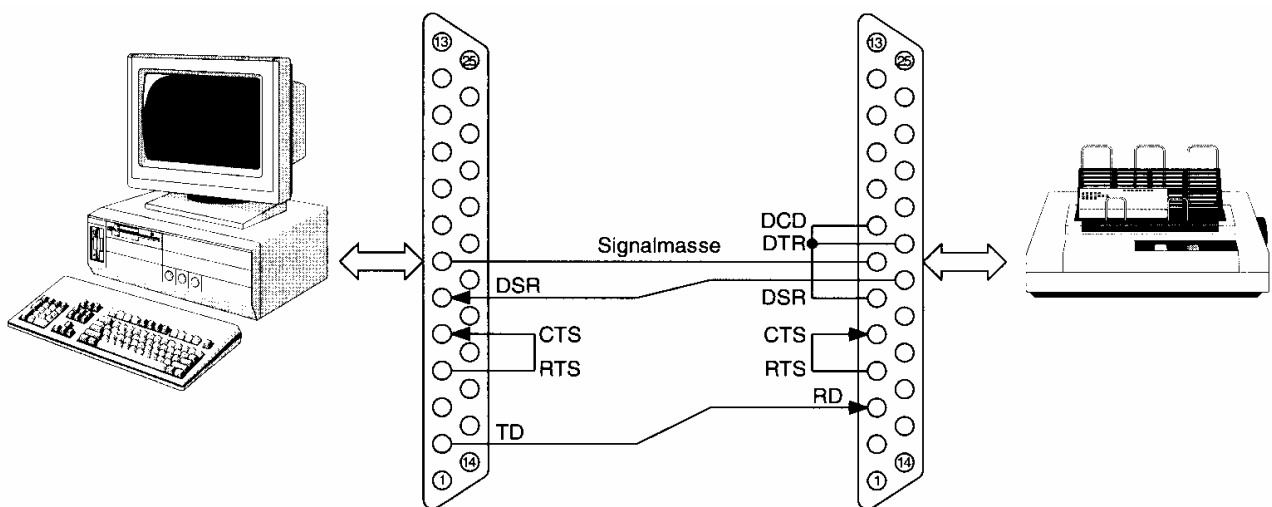 13
25
13
25
DCD
DTR
Signalmasse
DSR
DSR
CTS
CTS
RTS
RTS
RD
TD
14
14
1
1